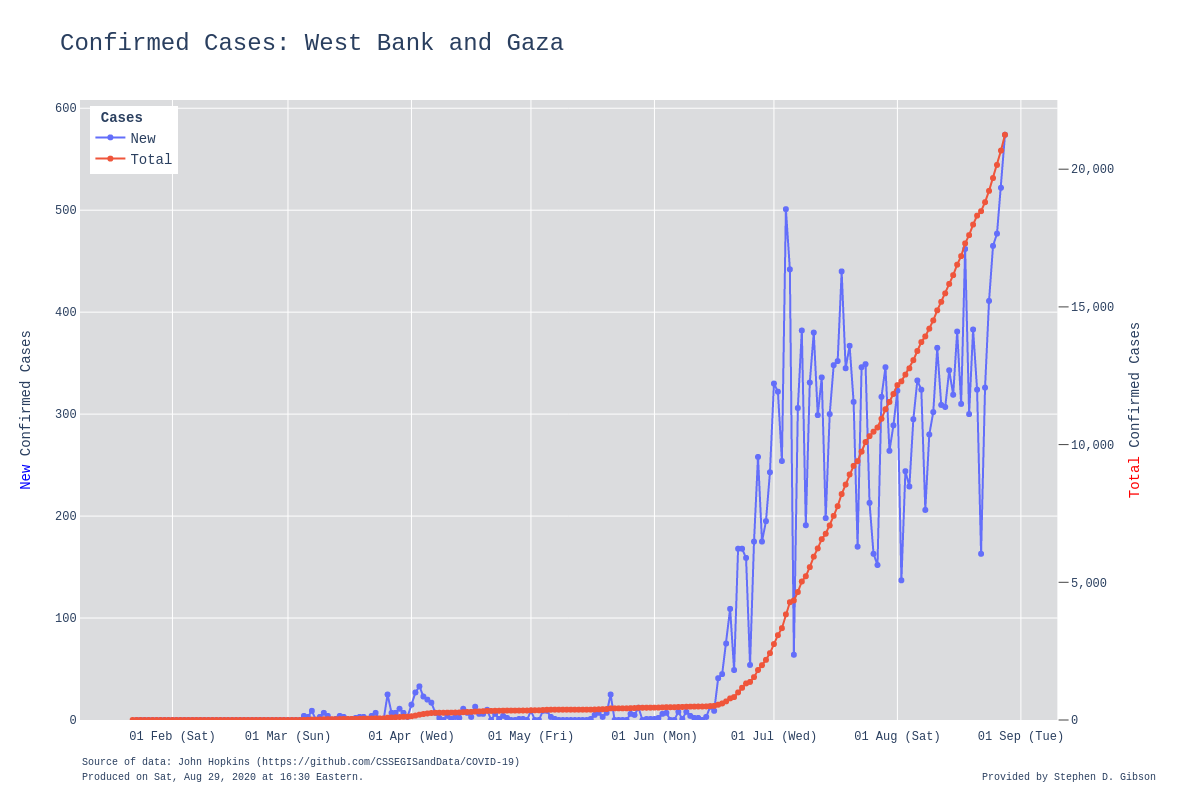 Confirmed Cases: West Bank and Gaza
Cases
New
Total
600
500
400
300
200
100
0
20,000
15,000
10,000
5,000
0
New Confirmed Cases
Total Confirmed Cases
01 Feb (Sat)
01 Mar (Sun)
01 Apr (Wed)
01 May (Fri)
01 Jun (Mon)
01 Jul (Wed)
01 Aug (Sat)
01 Sep (Tue)
Source of data: John Hopkins (https://github.com/CSSEGISandData/COVID-19)
Produced on Sat, Aug 29, 2020 at 16:30 Eastern.
Provided by Stephen D. Gibson